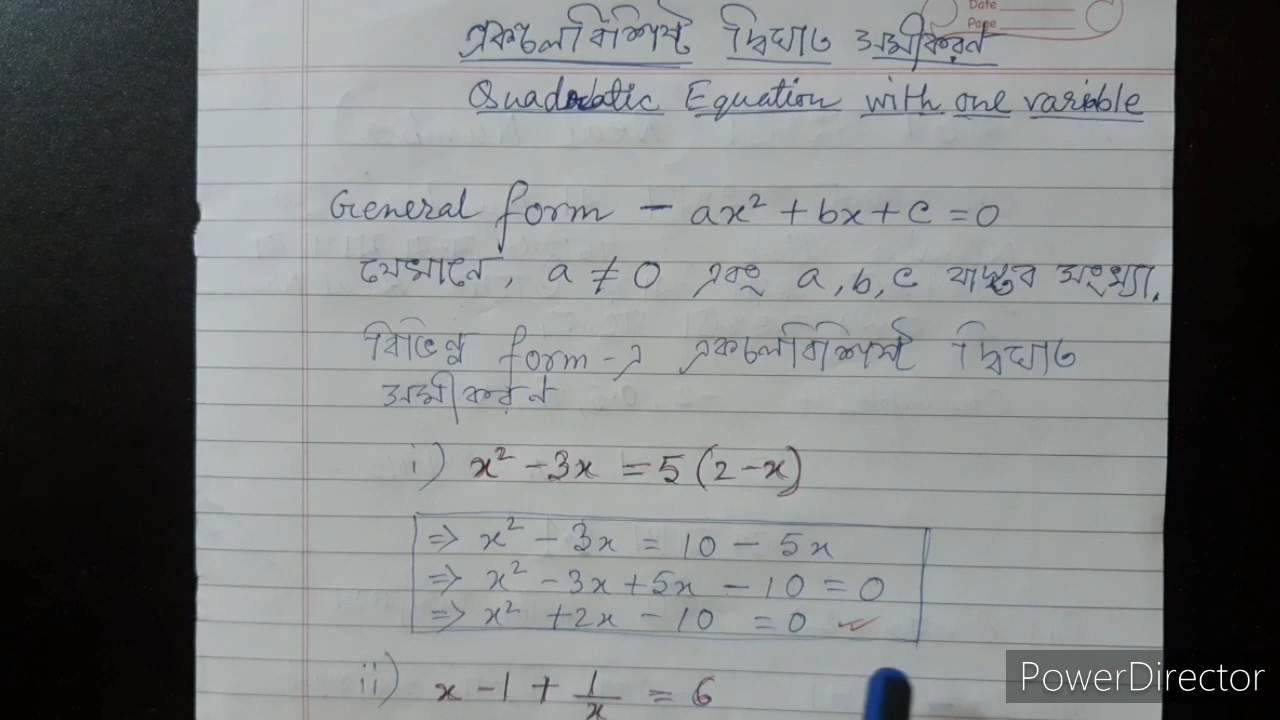 Date
Page
একচলবিশিষ্ট দ্বিঘাত সমীকরণ
Quadratic Equation with one variable
General form - ax² + bx + c = 0
যেখানে, a ≠ 0 এবং a, b, c বাস্তব সংখ্যা.
বিভিন্ন form-এ একচলবিশিষ্ট দ্বিঘাত
সমীকরণ
i) x² - 3x = 5(2-x)
⇒ x² - 3x = 10 - 5x
⇒ x² - 3x + 5x - 10 = 0
⇒ x² + 2x - 10 = 0 ✓
ii) x - 1 + 1/x = 6
PowerDirector